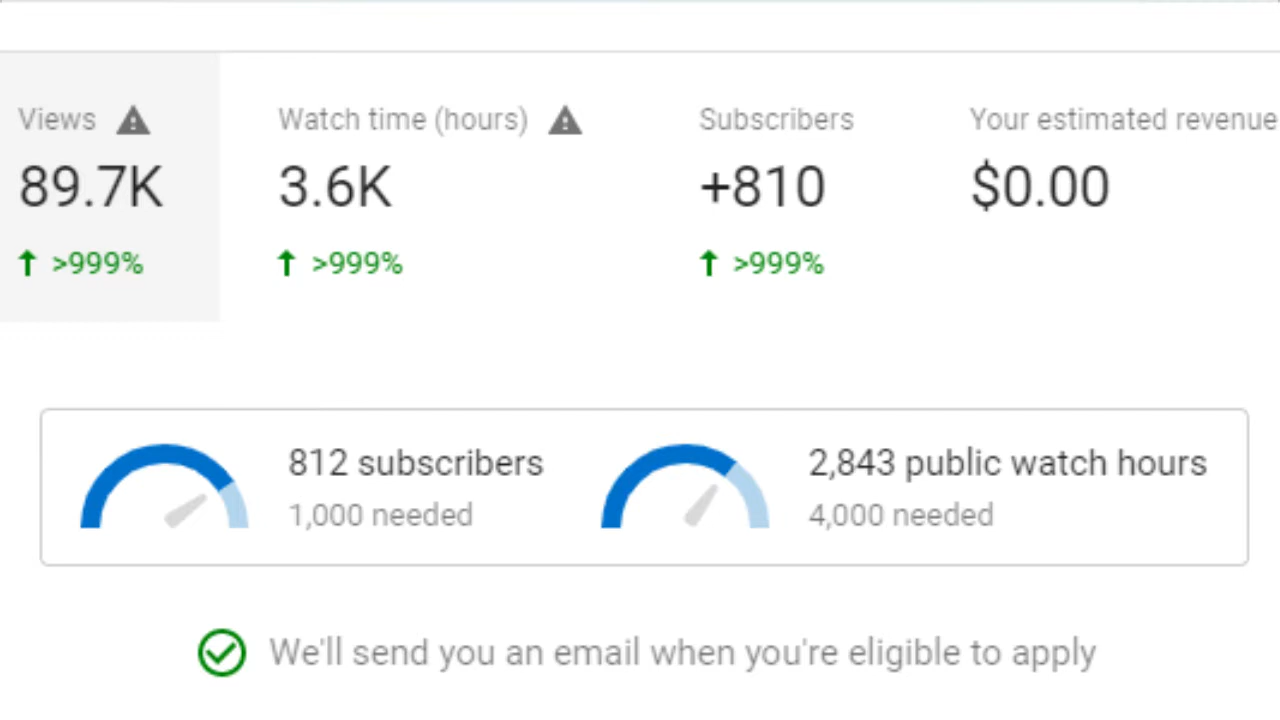 Views
Watch time (hours)
Subscribers
Your estimated revenue
89.7K
3.6K
+810
$0.00
>999%
>999%
>999%
812 subscribers
2,843 public watch hours
1,000 needed
4,000 needed
We'll send you an email when you're eligible to apply